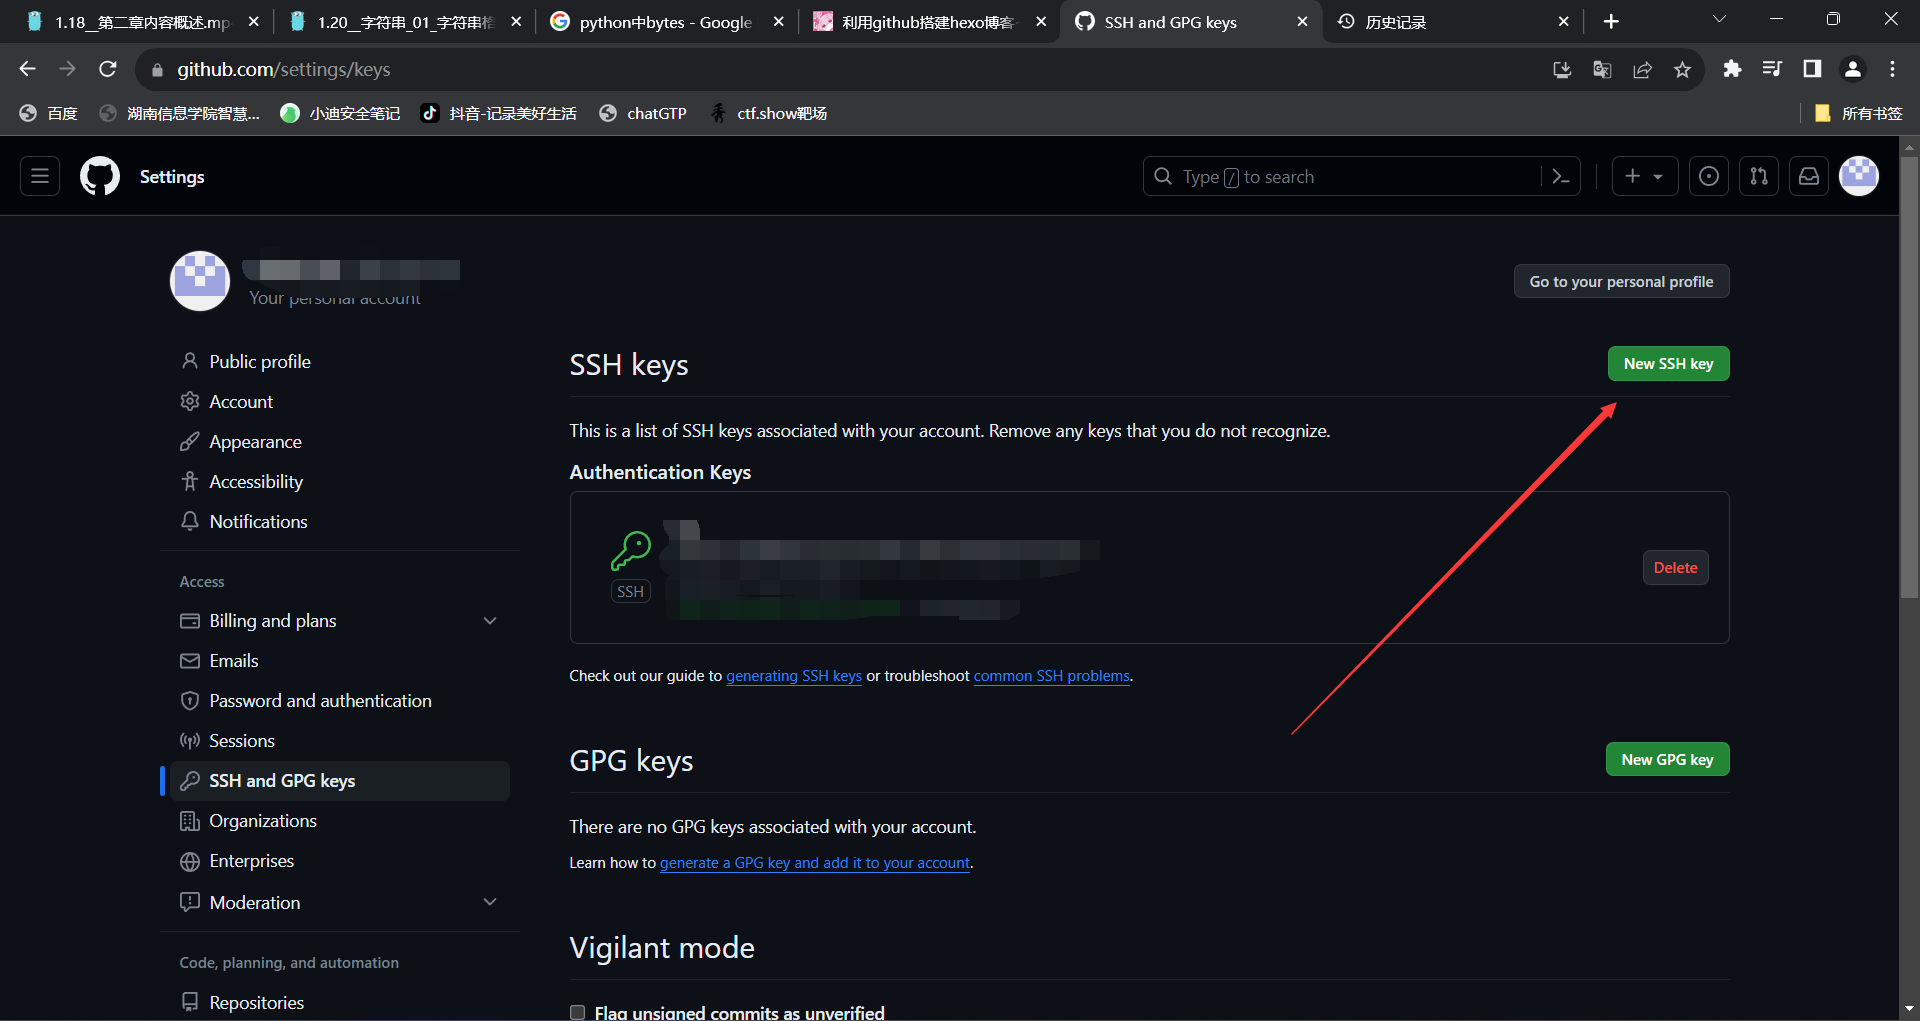 1.18__第二章内容概述.mp
1.20__字符串_01_字符串格
python中bytes - Google
利用github搭建hexo博客
SSH and GPG keys
历史记录
github.com/settings/keys
百度
湖南信息学院智慧...
小迪安全笔记
抖音-记录美好生活
chatGTP
ctf.show靶场
所有书签
Settings
Type / to search
Your personal account
Go to your personal profile
Public profile
Account
Appearance
Accessibility
Notifications
Access
Billing and plans
Emails
Password and authentication
Sessions
SSH and GPG keys
Organizations
Enterprises
Moderation
Code, planning, and automation
Repositories
SSH keys
New SSH key
This is a list of SSH keys associated with your account. Remove any keys that you do not recognize.
Authentication Keys
SSH
Delete
Check out our guide to generating SSH keys or troubleshoot common SSH problems.
GPG keys
New GPG key
There are no GPG keys associated with your account.
Learn how to generate a GPG key and add it to your account.
Vigilant mode
Flag unsigned commits as unverified